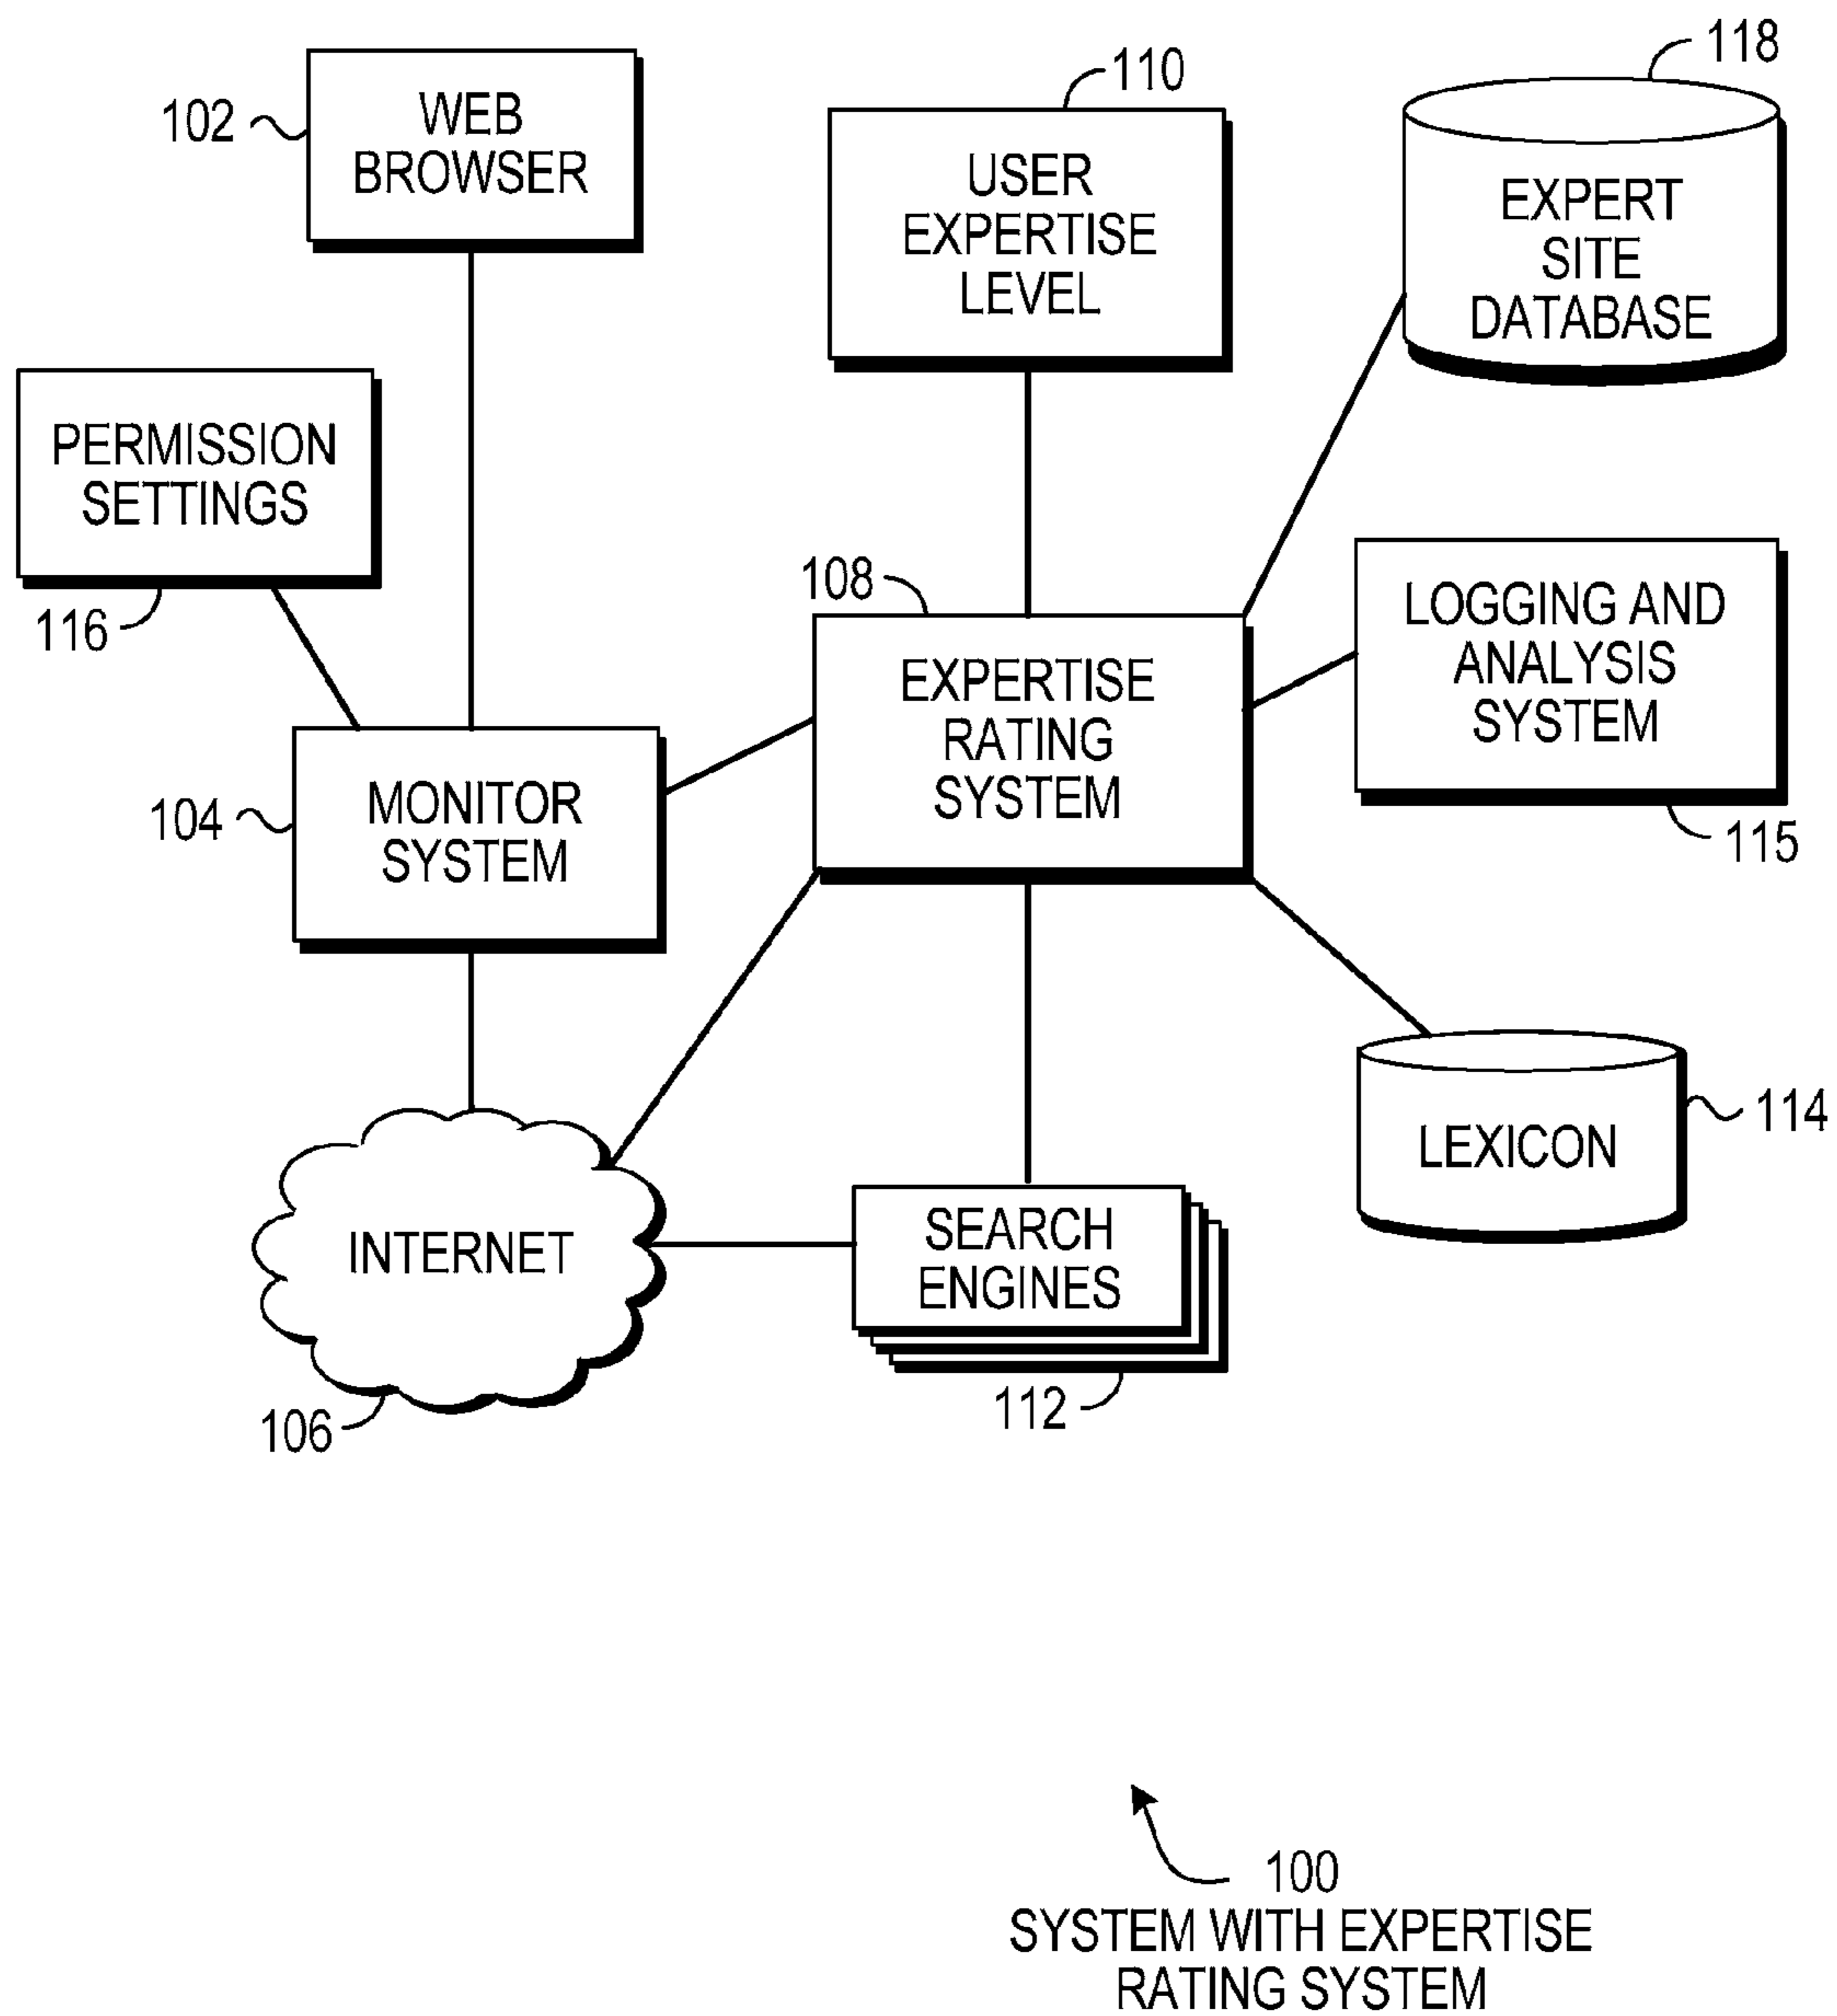 118
110
102
WEB
BROWSER
USER
EXPERTISE
LEVEL
EXPERT
SITE
DATABASE
PERMISSION
SETTINGS
116
108
LOGGING AND
ANALYSIS
SYSTEM
115
EXPERTISE
RATING
SYSTEM
104
MONITOR
SYSTEM
114
LEXICON
INTERNET
106
SEARCH
ENGINES
112
100
SYSTEM WITH EXPERTISE
RATING SYSTEM